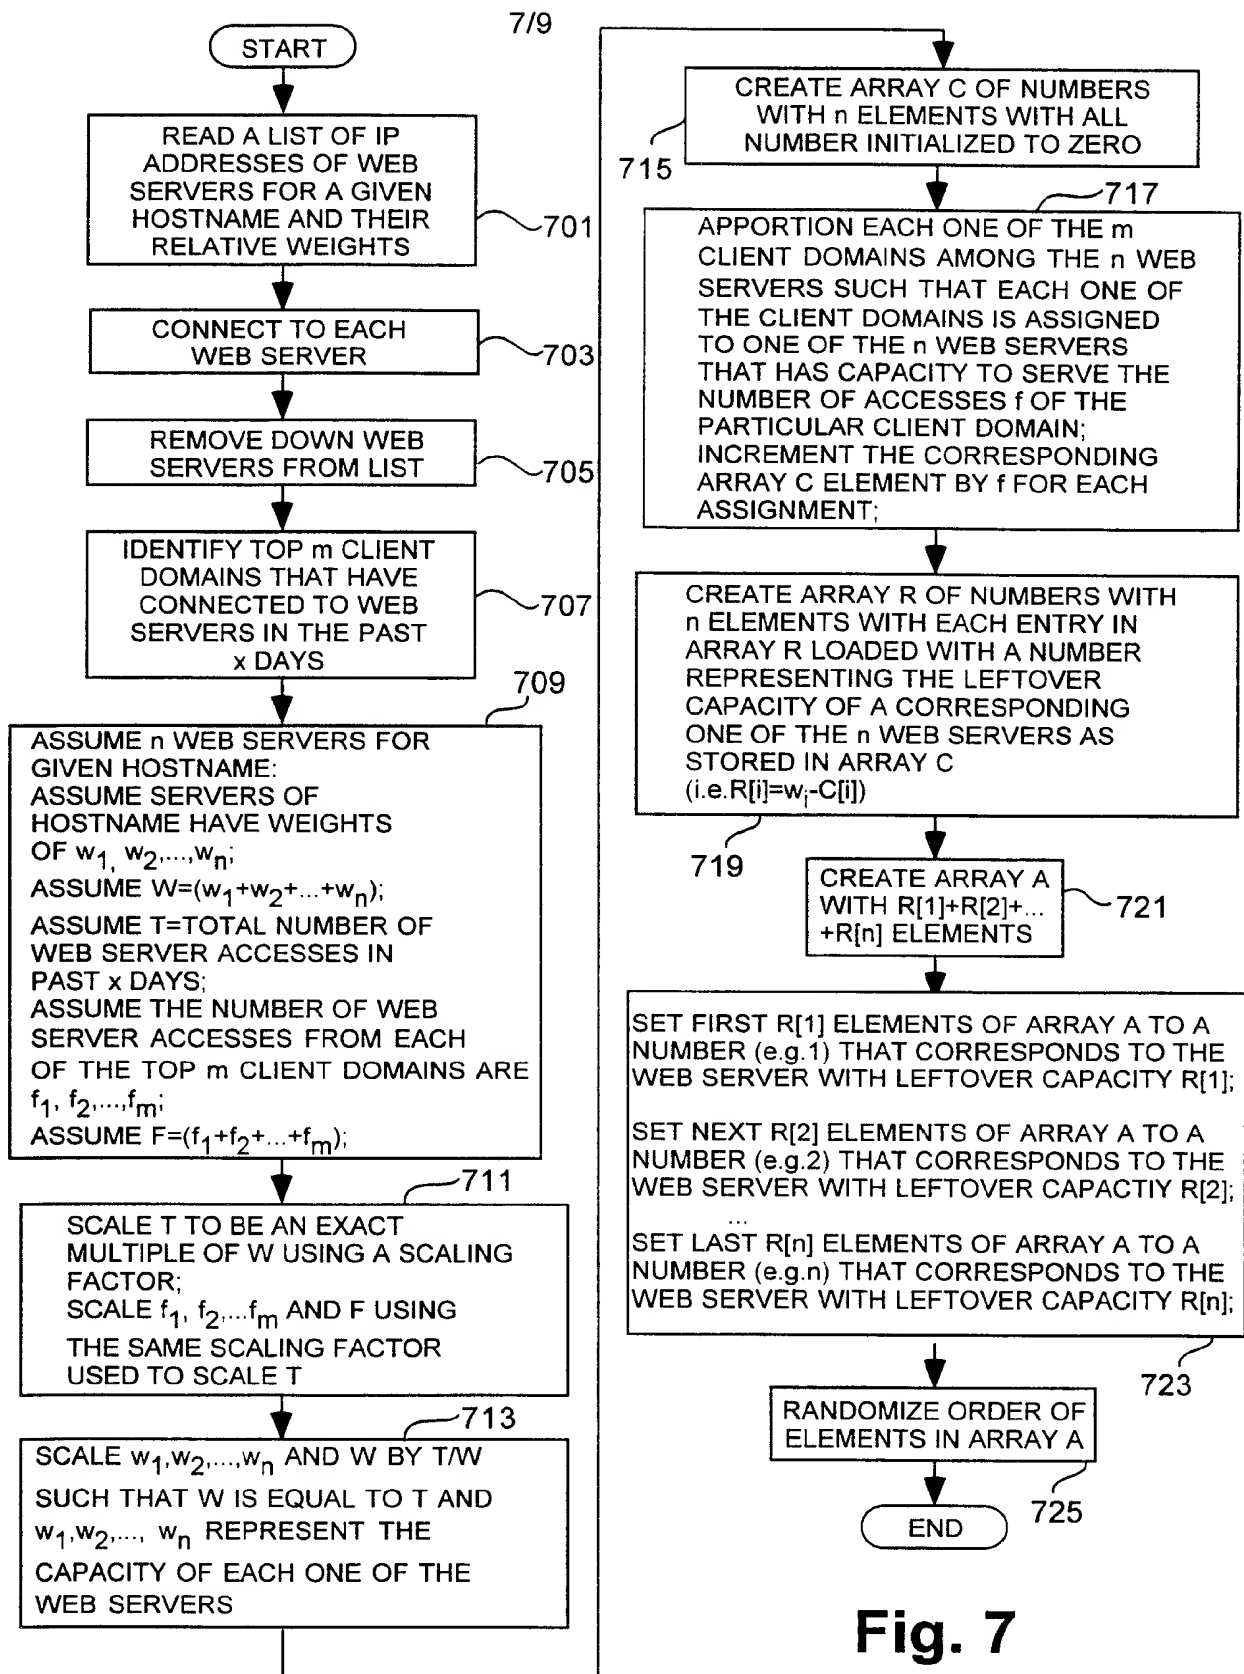 7/9
START
READ A LIST OF IP
ADDRESSES OF WEB
SERVERS FOR A GIVEN
HOSTNAME AND THEIR
RELATIVE WEIGHTS
701
CONNECT TO EACH
WEB SERVER
703
REMOVE DOWN WEB
SERVERS FROM LIST
705
IDENTIFY TOP m CLIENT
DOMAINS THAT HAVE
CONNECTED TO WEB
SERVERS IN THE PAST
x DAYS
707
709
ASSUME n WEB SERVERS FOR
GIVEN HOSTNAME:
ASSUME SERVERS OF
HOSTNAME HAVE WEIGHTS
OF w1, w2,...,wn;
ASSUME W=(w1+w2+...+wn);
ASSUME T=TOTAL NUMBER OF
WEB SERVER ACCESSES IN
PAST x DAYS;
ASSUME THE NUMBER OF WEB
SERVER ACCESSES FROM EACH
OF THE TOP m CLIENT DOMAINS ARE
f1, f2,...,fm;
ASSUME F=(f1+f2+...+fm);
711
SCALE T TO BE AN EXACT
MULTIPLE OF W USING A SCALING
FACTOR;
SCALE f1, f2,...fm AND F USING
THE SAME SCALING FACTOR
USED TO SCALE T
713
SCALE w1,w2,...,wn AND W BY T/W
SUCH THAT W IS EQUAL TO T AND
w1,w2,..., wn REPRESENT THE
CAPACITY OF EACH ONE OF THE
WEB SERVERS
CREATE ARRAY C OF NUMBERS
WITH n ELEMENTS WITH ALL
NUMBER INITIALIZED TO ZERO
715
717
APPORTION EACH ONE OF THE m
CLIENT DOMAINS AMONG THE n WEB
SERVERS SUCH THAT EACH ONE OF
THE CLIENT DOMAINS IS ASSIGNED
TO ONE OF THE n WEB SERVERS
THAT HAS CAPACITY TO SERVE THE
NUMBER OF ACCESSES f OF THE
PARTICULAR CLIENT DOMAIN;
INCREMENT THE CORRESPONDING
ARRAY C ELEMENT BY f FOR EACH
ASSIGNMENT;
CREATE ARRAY R OF NUMBERS WITH
n ELEMENTS WITH EACH ENTRY IN
ARRAY R LOADED WITH A NUMBER
REPRESENTING THE LEFTOVER
CAPACITY OF A CORRESPONDING
ONE OF THE n WEB SERVERS AS
STORED IN ARRAY C
(i.e.R[i]=wi-C[i])
719
CREATE ARRAY A
WITH R[1]+R[2]+...
+R[n] ELEMENTS
721
SET FIRST R[1] ELEMENTS OF ARRAY A TO A
NUMBER (e.g.1) THAT CORRESPONDS TO THE
WEB SERVER WITH LEFTOVER CAPACITY R[1];
SET NEXT R[2] ELEMENTS OF ARRAY A TO A
NUMBER (e.g.2) THAT CORRESPONDS TO THE
WEB SERVER WITH LEFTOVER CAPACTIY R[2];
...
SET LAST R[n] ELEMENTS OF ARRAY A TO A
NUMBER (e.g.n) THAT CORRESPONDS TO THE
WEB SERVER WITH LEFTOVER CAPACITY R[n];
723
RANDOMIZE ORDER OF
ELEMENTS IN ARRAY A
725
END
Fig. 7